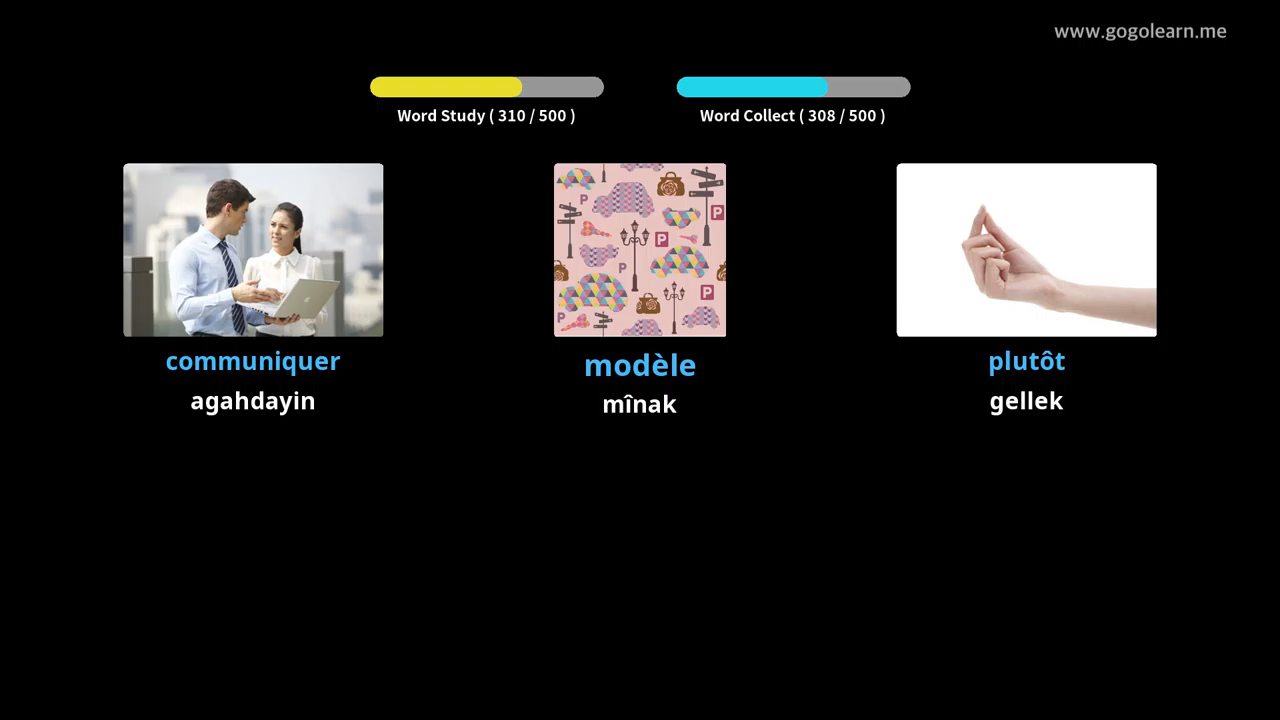 www.gogolearn.me
Word Study ( 310 / 500 )
Word Collect ( 308 / 500 )
P
P
P
P
P
P
communiquer
modèle
plutôt
agahdayin
mînak
gellek